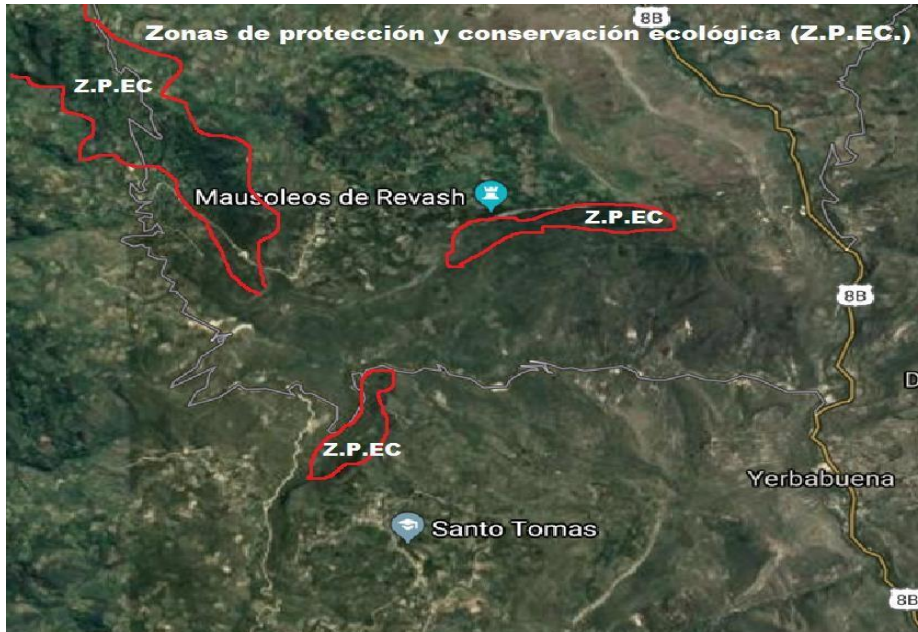 8B
Zonas de protección y conservación ecológica (Z.P.EC.)
Z.P.EC
Mausoleos de Revash
Z.P.EC
8B
D
Z.P.EC
Yerbabuena
Santo Tomas
8B